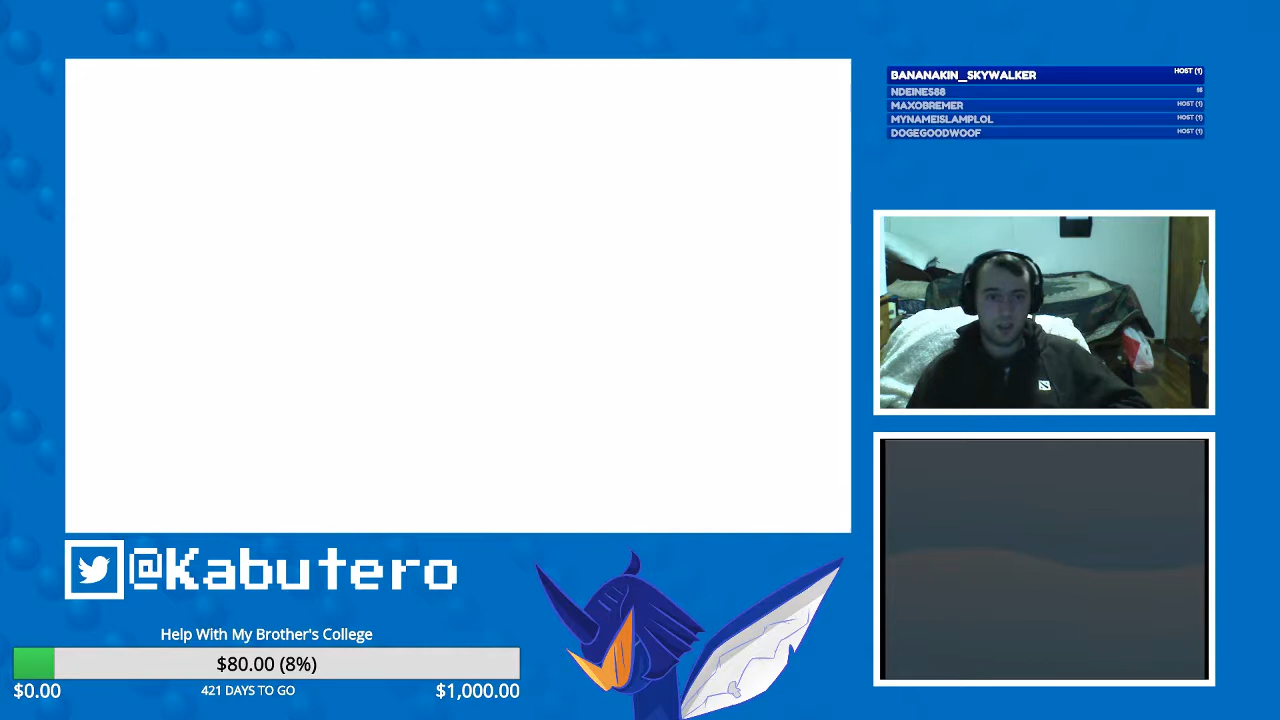 BANANAKIN_SKYWALKER HOST (1)
NDEINES88
MAXOBREMER HOST (1)
MYNAMEISLAMPLOL HOST (1)
DOGEGOODWOOF HOST (1)
@Kabutero
Help With My Brother's College
$80.00 (8%)
$0.00 421 DAYS TO GO $1,000.00